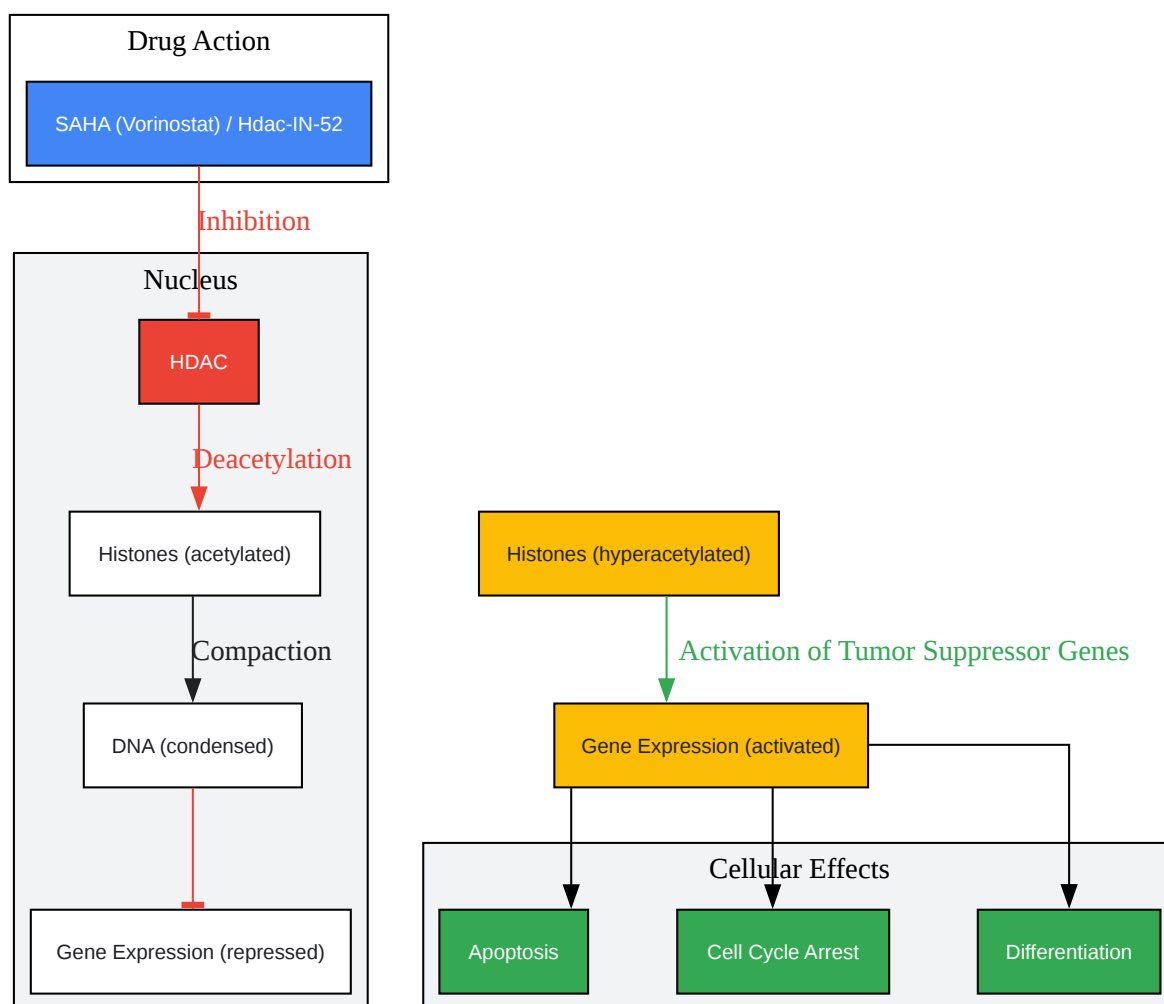 Drug Action
SAHA (Vorinostat) / Hdac-IN-52
Inhibition
Nucleus
HDAC
Deacetylation
Histones (acetylated)
Histones (hyperacetylated)
Compaction
Activation of Tumor Suppressor Genes
DNA (condensed)
Gene Expression (activated)
Cellular Effects
Gene Expression (repressed)
Apoptosis
Cell Cycle Arrest
Differentiation